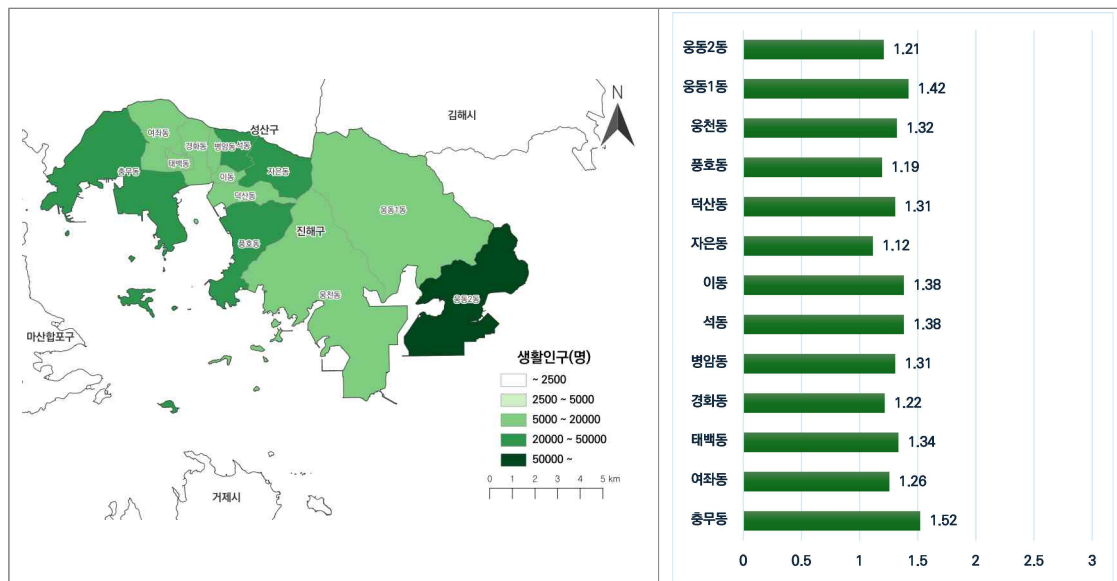 N
김해시
성산구
여좌동
경화동
병암동
석동
태백동
충무동
이동
자은동
덕산동
웅동1동
풍호동
진해구
웅천동
웅동2동
마산합포구
거제시
생활인구(명)
~ 2500
2500 ~ 5000
5000 ~ 20000
20000 ~ 50000
50000 ~
0 1 2 3 4 5 km
웅동2동 1.21
웅동1동 1.42
웅천동 1.32
풍호동 1.19
덕산동 1.31
자은동 1.12
이동 1.38
석동 1.38
병암동 1.31
경화동 1.22
태백동 1.34
여좌동 1.26
충무동 1.52
0 0.5 1 1.5 2 2.5 3